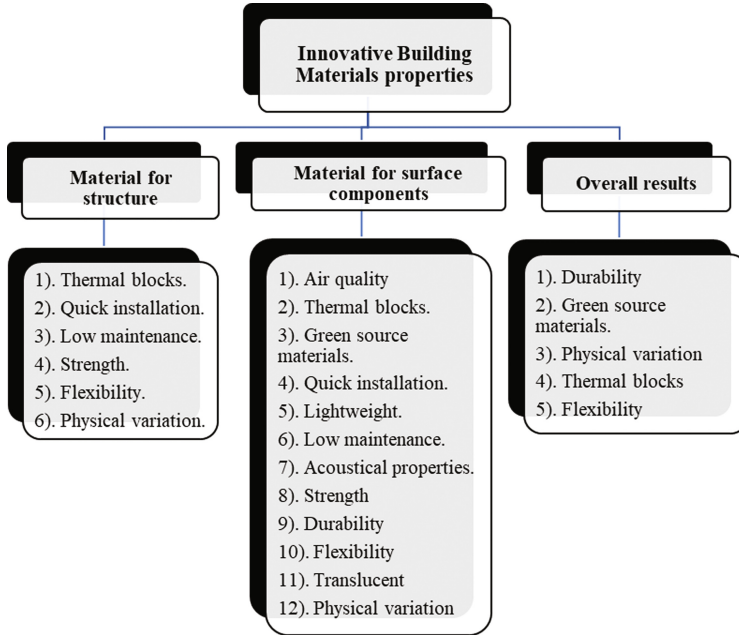 Innovative Building
Materials properties
Material for
structure
Material for surface
components
Overall results
1). Thermal blocks.
2). Quick installation.
3). Low maintenance.
4). Strength.
5). Flexibility.
6). Physical variation.
1). Air quality
2). Thermal blocks.
3). Green source
materials.
4). Quick installation.
5). Lightweight.
6). Low maintenance.
7). Acoustical properties.
8). Strength
9). Durability
10). Flexibility
11). Translucent
12). Physical variation
1). Durability
2). Green source
materials.
3). Physical variation
4). Thermal blocks
5). Flexibility